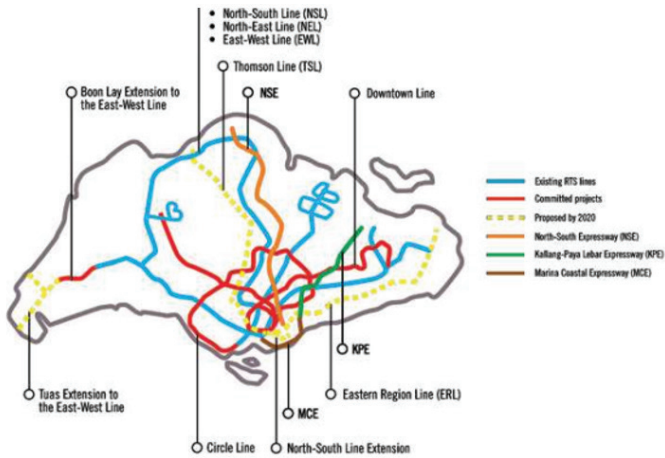 • North-South Line (NSL)
• North-East Line (NEL)
• East-West Line (EWL)
Thomson Line (TSL)
Boon Lay Extension to
the East-West Line
NSE
Downtown Line
Existing RTS lines
Committed projects
Proposed by 2020
North-South Expressway (NSE)
Kallang-Paya Lebar Expressway (KPE)
Marina Coastal Expressway (MCE)
KPE
Tuas Extension to
the East-West Line
Eastern Region Line (ERL)
MCE
Circle Line
North-South Line Extension